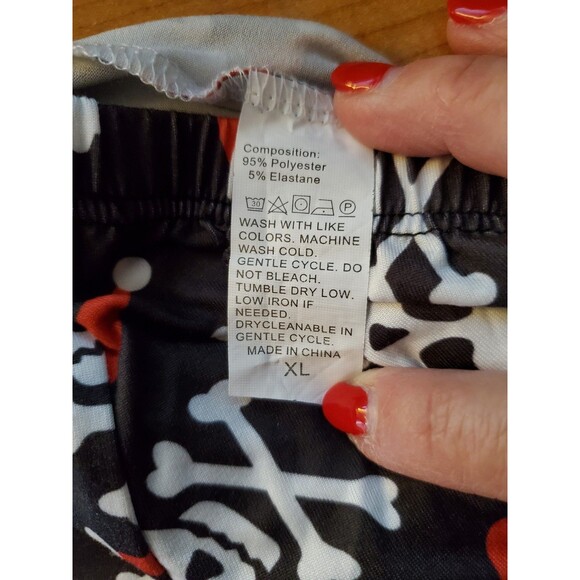 Composition:
95% Polyester
5% Elastane
30 P
WASH WITH LIKE
COLORS. MACHINE
WASH COLD.
GENTLE CYCLE. DO
NOT BLEACH.
TUMBLE DRY LOW.
LOW IRON IF
NEEDED.
DRYCLEANABLE IN
GENTLE CYCLE.
MADE IN CHINA
XL